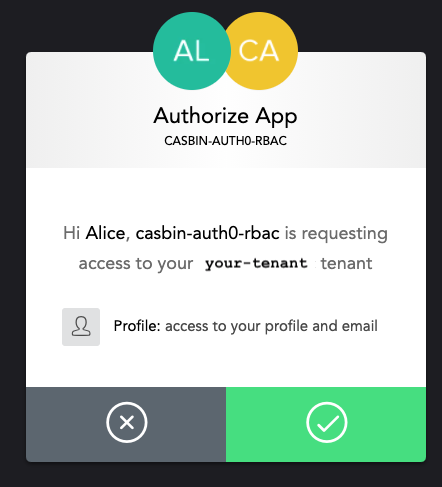 AL CA
Authorize App
CASBIN-AUTH0-RBAC
Hi Alice, casbin-auth0-rbac is requesting
access to your your-tenant tenant
Profile: access to your profile and email